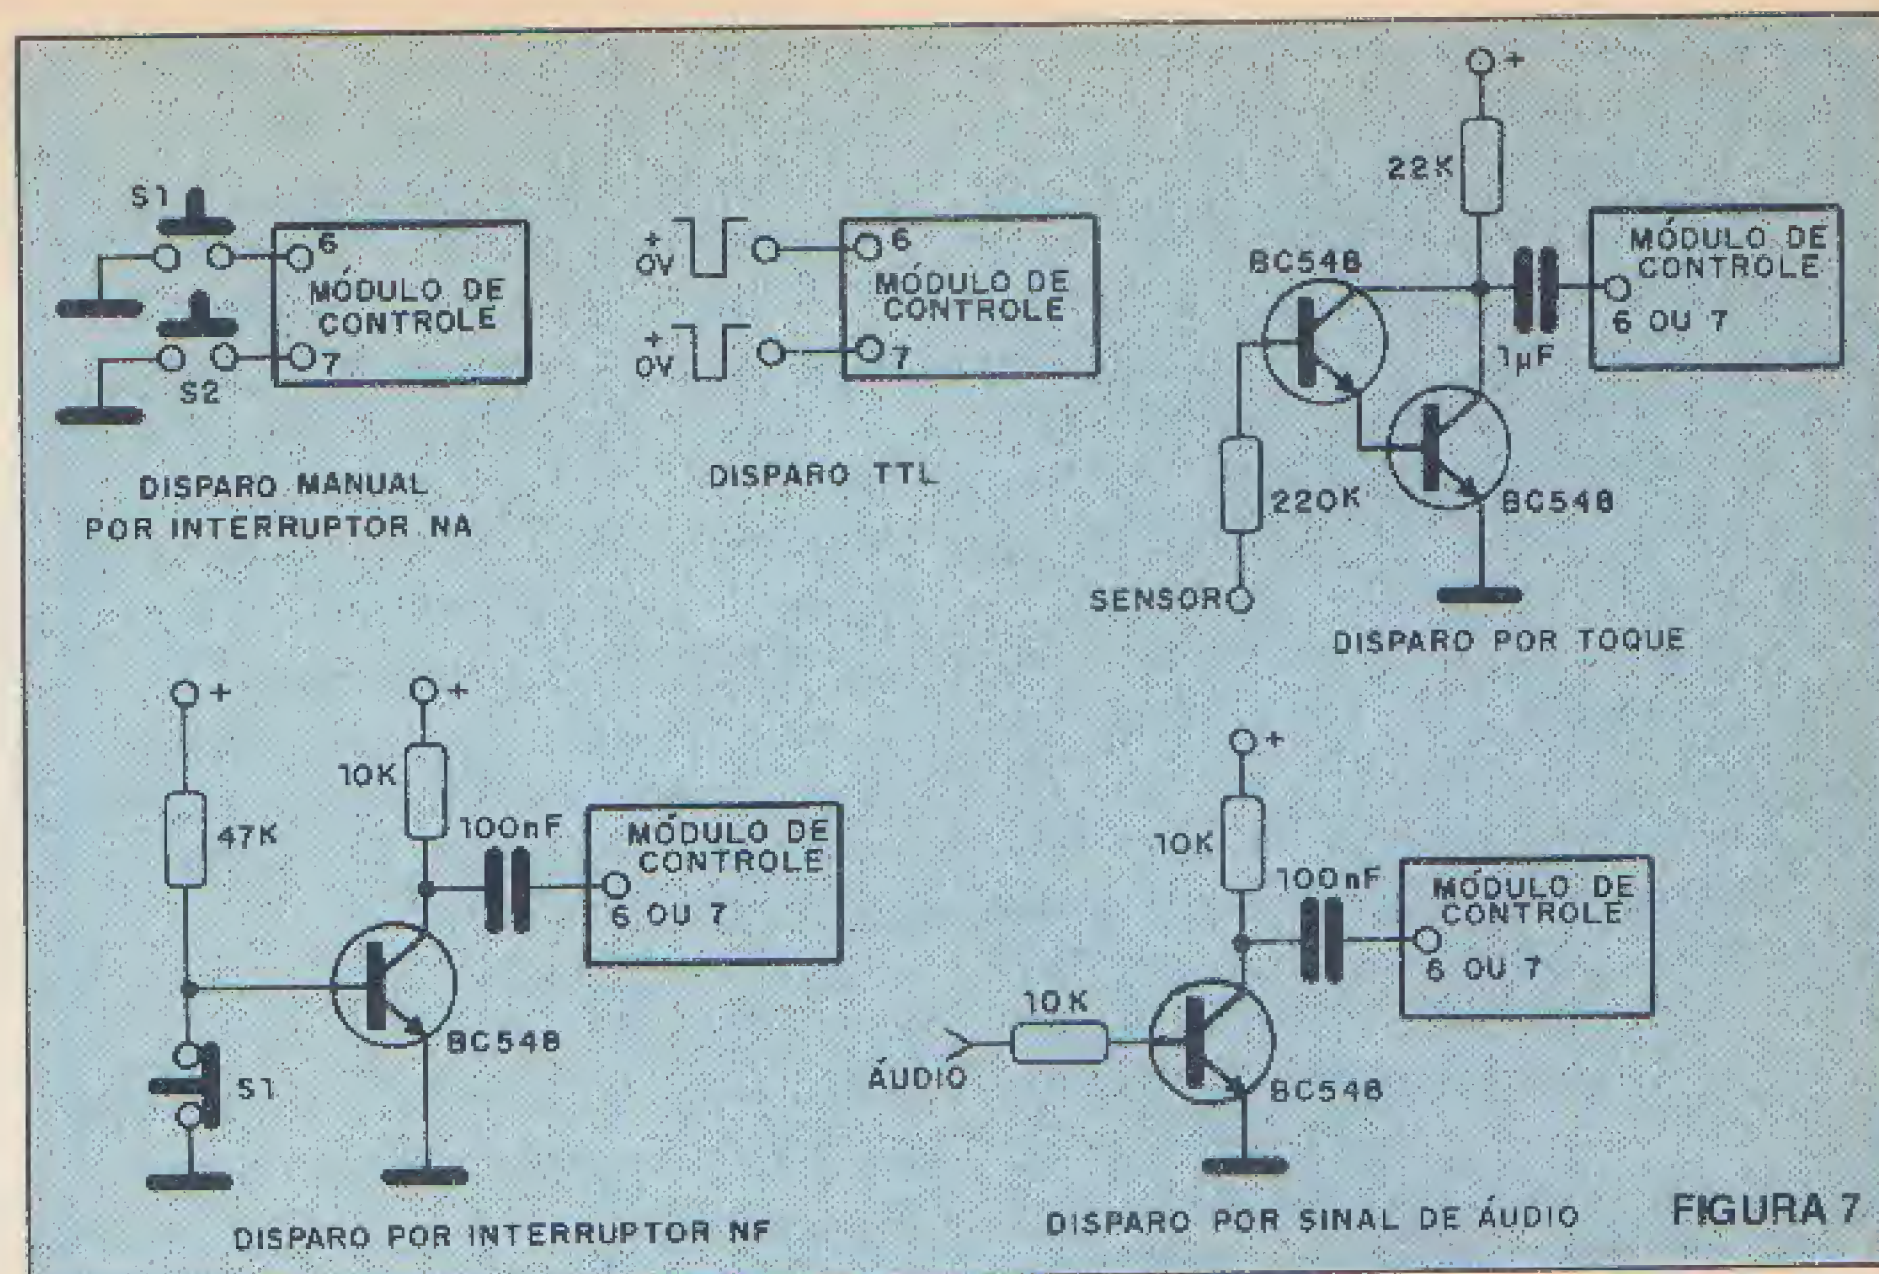 S1
6
MÓDULO DE
CONTROLE
7
S2
DISPARO MANUAL
POR INTERRUPTOR NA
+
0V
6
MÓDULO DE
CONTROLE
+
0V
7
DISPARO TTL
+
22K
BC548
MÓDULO DE
CONTROLE
6 OU 7
1µF
220K
BC548
SENSOR
DISPARO POR TOQUE
+
+
10K
47K
100nF
MÓDULO DE
CONTROLE
6 OU 7
BC548
S1
DISPARO POR INTERRUPTOR NF
+
10K
100nF
MÓDULO DE
CONTROLE
6 OU 7
10K
ÁUDIO
BC548
DISPARO POR SINAL DE ÁUDIO
FIGURA 7